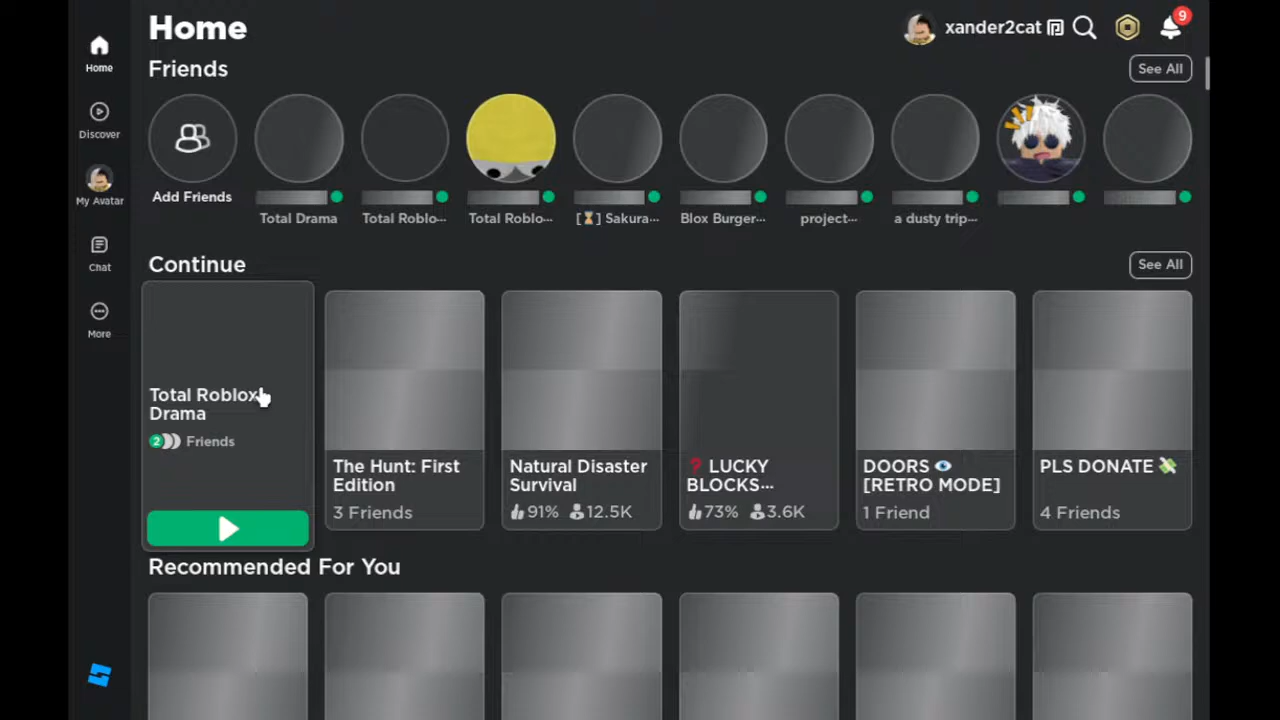 Home
xander2cat
9
Home
Discover
My Avatar
Chat
More
Friends
See All
Add Friends
Total Drama
Total Roblo...
Total Roblo...
[⌛] Sakura...
Blox Burger...
project...
a dusty trip...
Continue
See All
Total Roblox
Drama
2 Friends
The Hunt: First
Edition
3 Friends
Natural Disaster
Survival
91% 12.5K
❓ LUCKY
BLOCKS...
73% 3.6K
DOORS 👁️
[RETRO MODE]
1 Friend
PLS DONATE 💸
4 Friends
Recommended For You